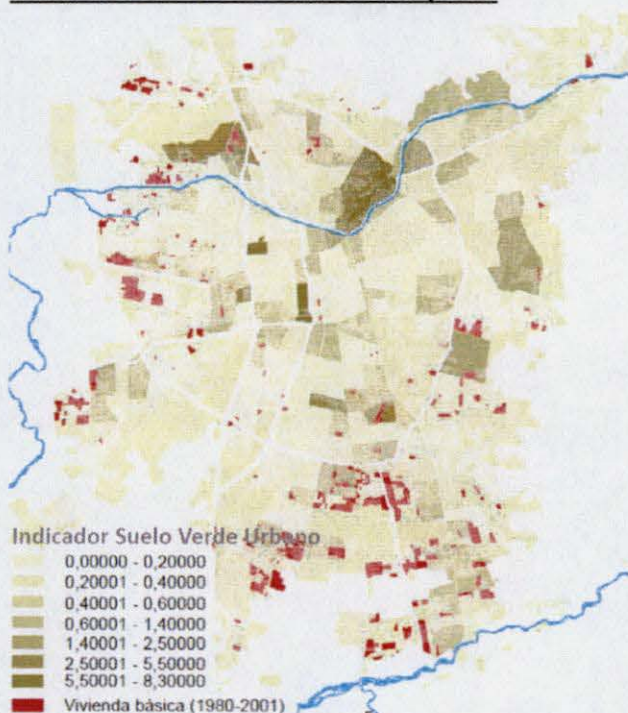 Indicador Suelo Verde Urbano
0,00000 - 0,20000
0,20001 - 0,40000
0,40001 - 0,60000
0,60001 - 1,40000
1,40001 - 2,50000
2,50001 - 5,50000
5,50001 - 8,30000
Vivienda básica (1980-2001)